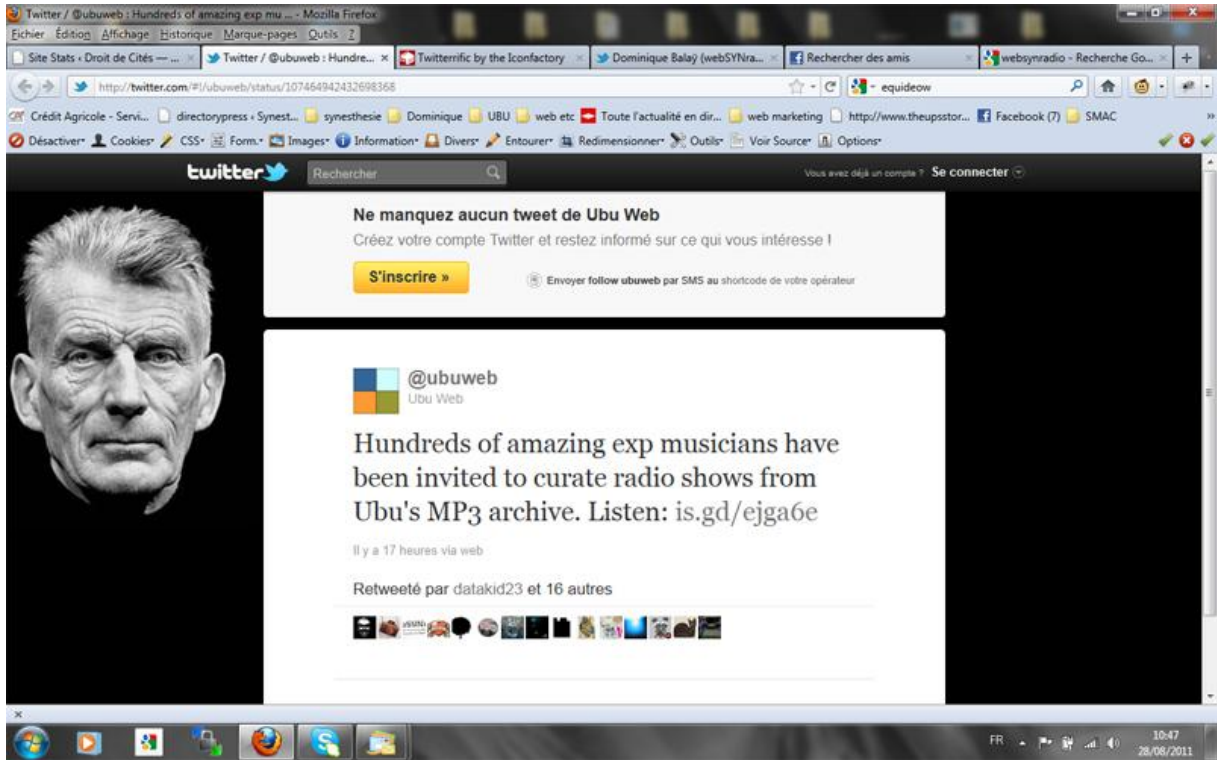 Twitter / @ubuweb : Hundreds of amazing exp mu ... - Mozilla Firefox
Eichier Édition Affichage Historique Marque-pages Outils ?
Site Stats ‹ Droit de Cités — ...
Twitter / @ubuweb : Hundre...
Twitterrific by the Iconfactory
Dominique Balaÿ (webSYNra...
Rechercher des amis
websynradio - Recherche Go...
http://twitter.com/#!/ubuweb/status/107464942432698368
equideow
Crédit Agricole - Servi... directorypress ‹ Synest... synesthesie Dominique UBU web etc Toute l'actualité en dir... web marketing http://www.theupsstor... Facebook (7) SMAC
Désactiver Cookies CSS Form. Images Information Divers Entourer Redimensionner Outils Voir Source Options
twitter
Rechercher
Vous avez déjà un compte ? Se connecter
Ne manquez aucun tweet de Ubu Web
Créez votre compte Twitter et restez informé sur ce qui vous intéresse !
S'inscrire »
Envoyer follow ubuweb par SMS au shortcode de votre opérateur
@ubuweb
Ubu Web
Hundreds of amazing exp musicians have
been invited to curate radio shows from
Ubu's MP3 archive. Listen: is.gd/ejga6e
Il y a 17 heures via web
Retweeté par datakid23 et 16 autres
FR
10:47
28/08/2011